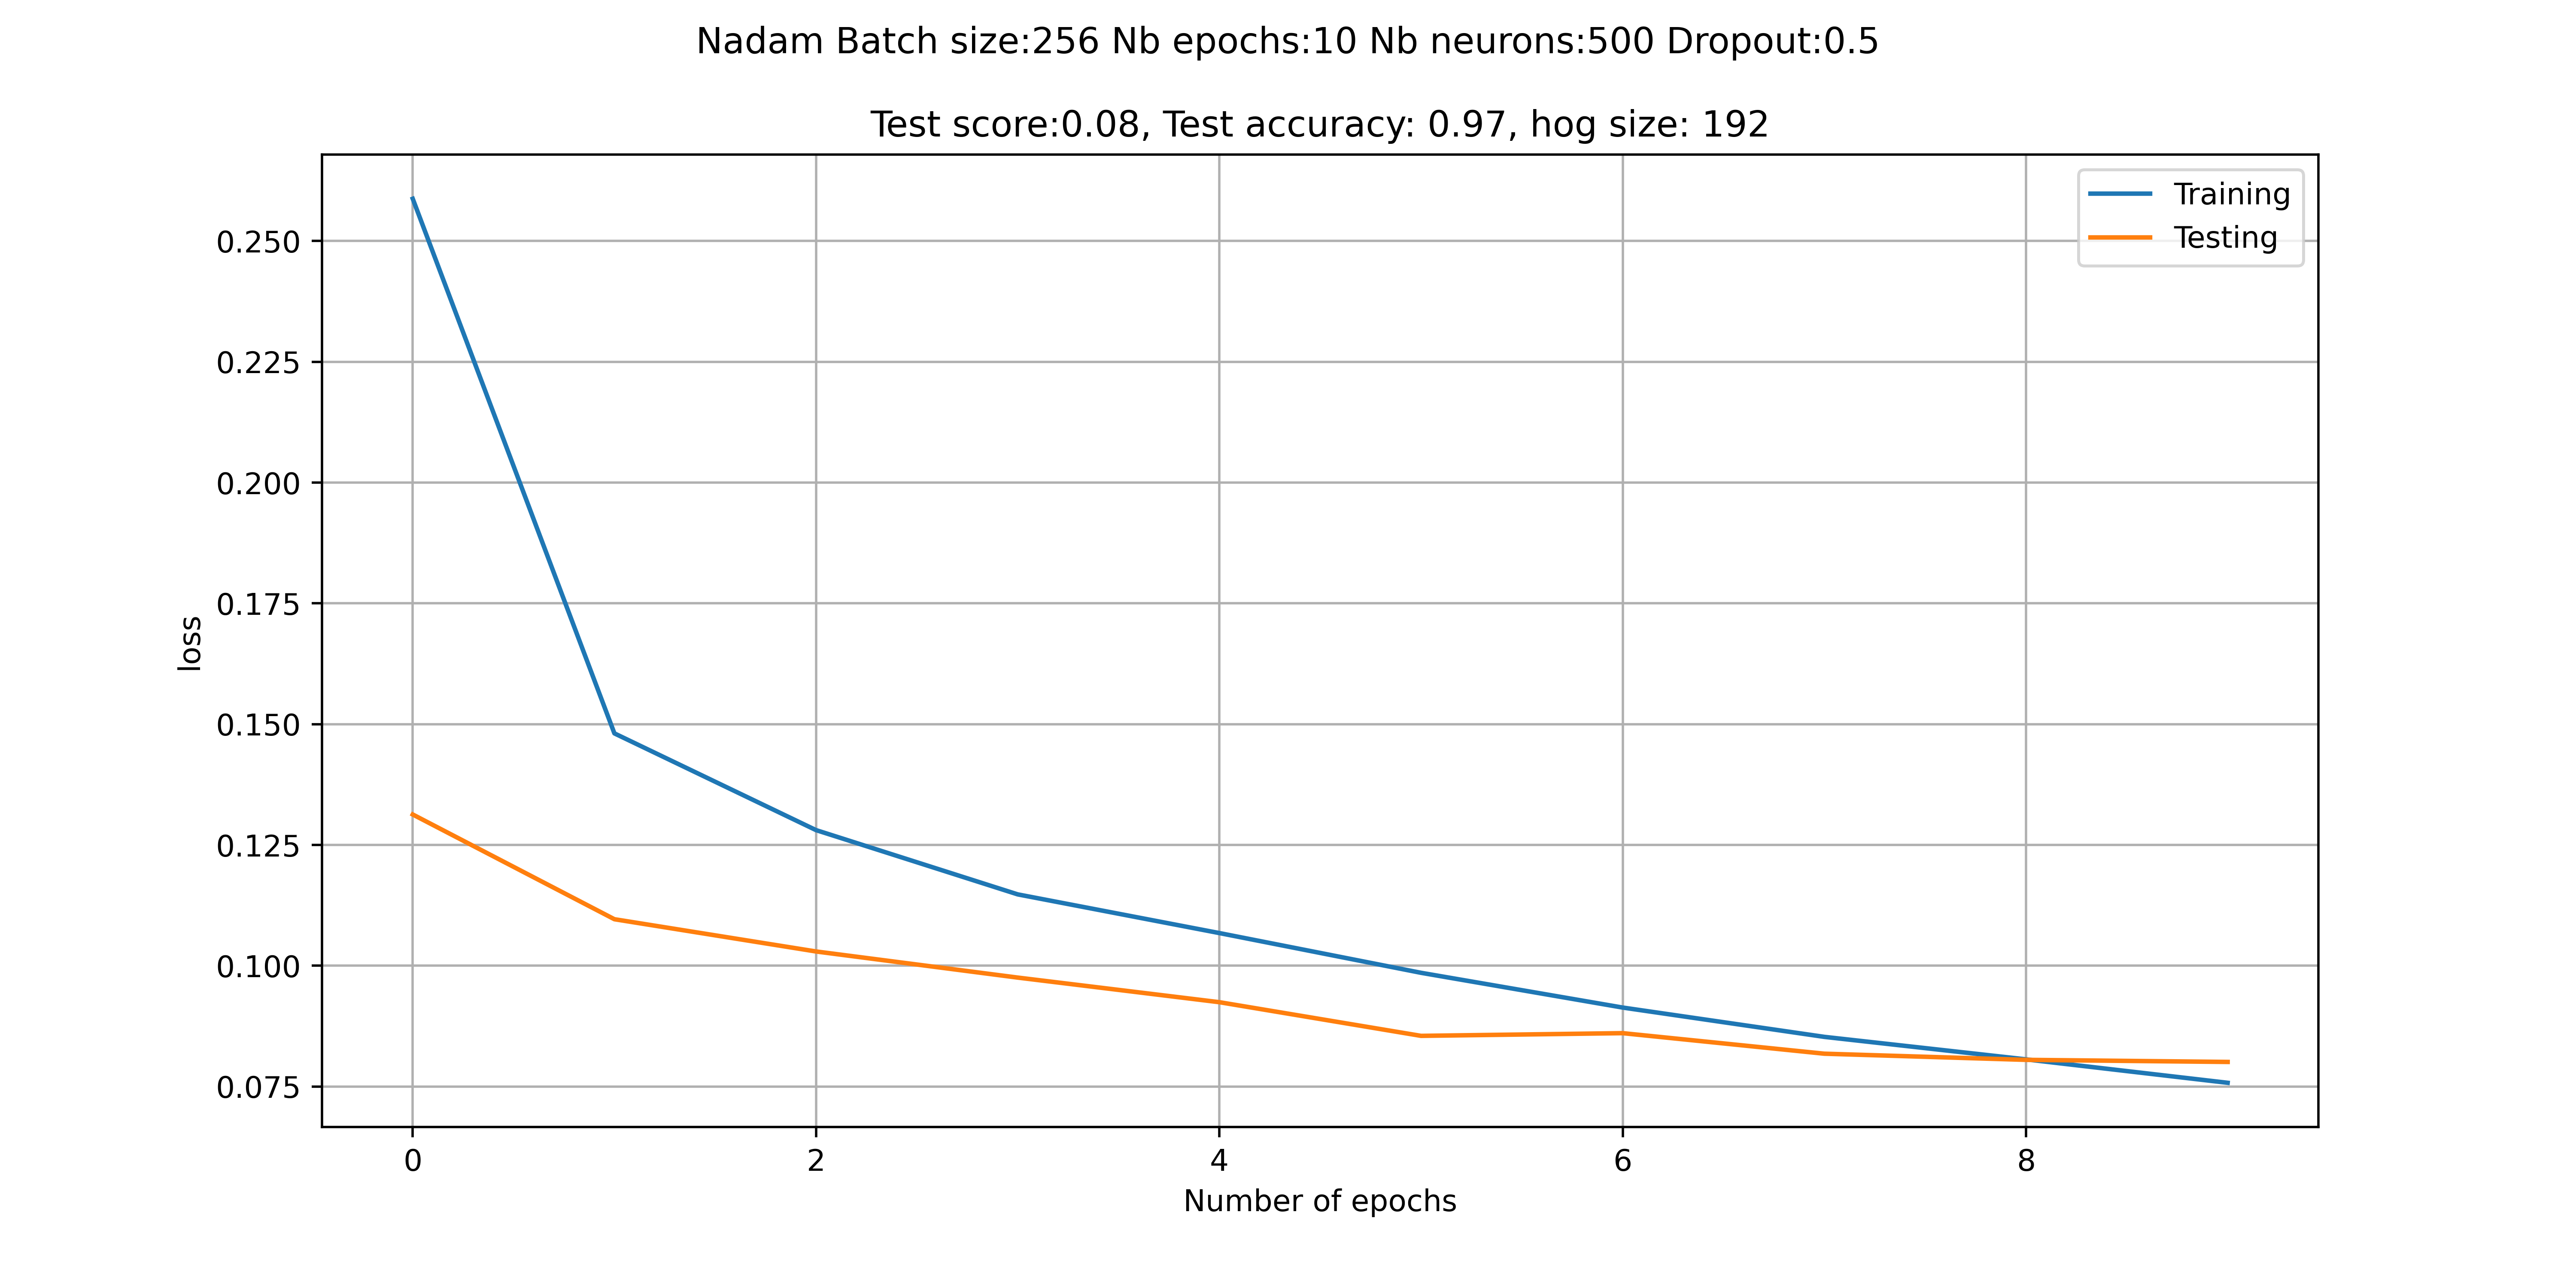 Nadam Batch size:256 Nb epochs:10 Nb neurons:500 Dropout:0.5
Test score:0.08, Test accuracy: 0.97, hog size: 192
Training
Testing
0.250
0.225
0.200
0.175
0.150
0.125
0.100
0.075
loss
0 2 4 6 8
Number of epochs